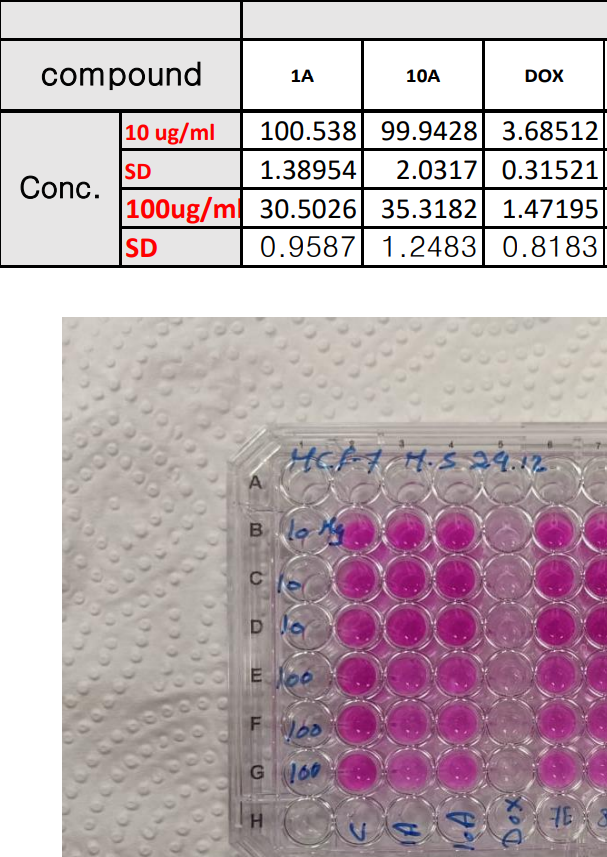 compound 1A 10A DOX
Conc.
10 ug/ml 100.538 99.9428 3.68512
SD 1.38954 2.0317 0.31521
100ug/ml 30.5026 35.3182 1.47195
SD 0.9587 1.2483 0.8183
1 2 3 4 5 6 7
MCF-7 M.S 29.12
A
B 10 Mg
C 10
D 10
E 100
F 100
G 100
H C 1A 10A DOX 7E 8